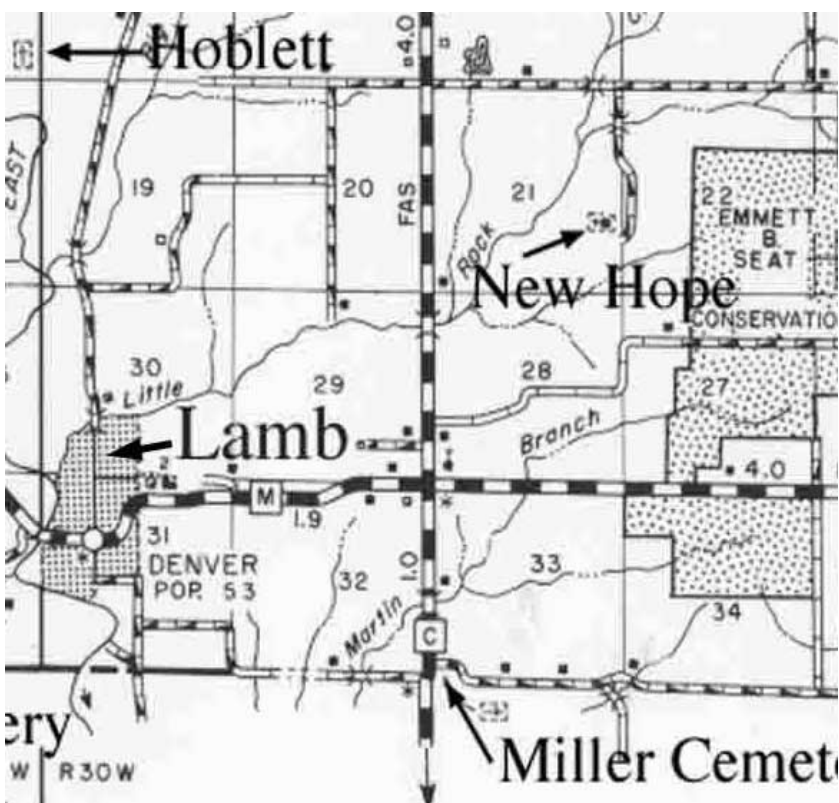 4.0
Hoblett
EAST
19
20
FAS
21
22
EMMETT
B.
SEAT
Rock
New Hope
CONSERVATIO
30
Little
29
28
27
Branch
Lamb
2
4.0
M
1.9
31
DENVER
POP. 53
32
1.0
33
34
Martin
C
ery
Miller Cemete
W
R 30 W